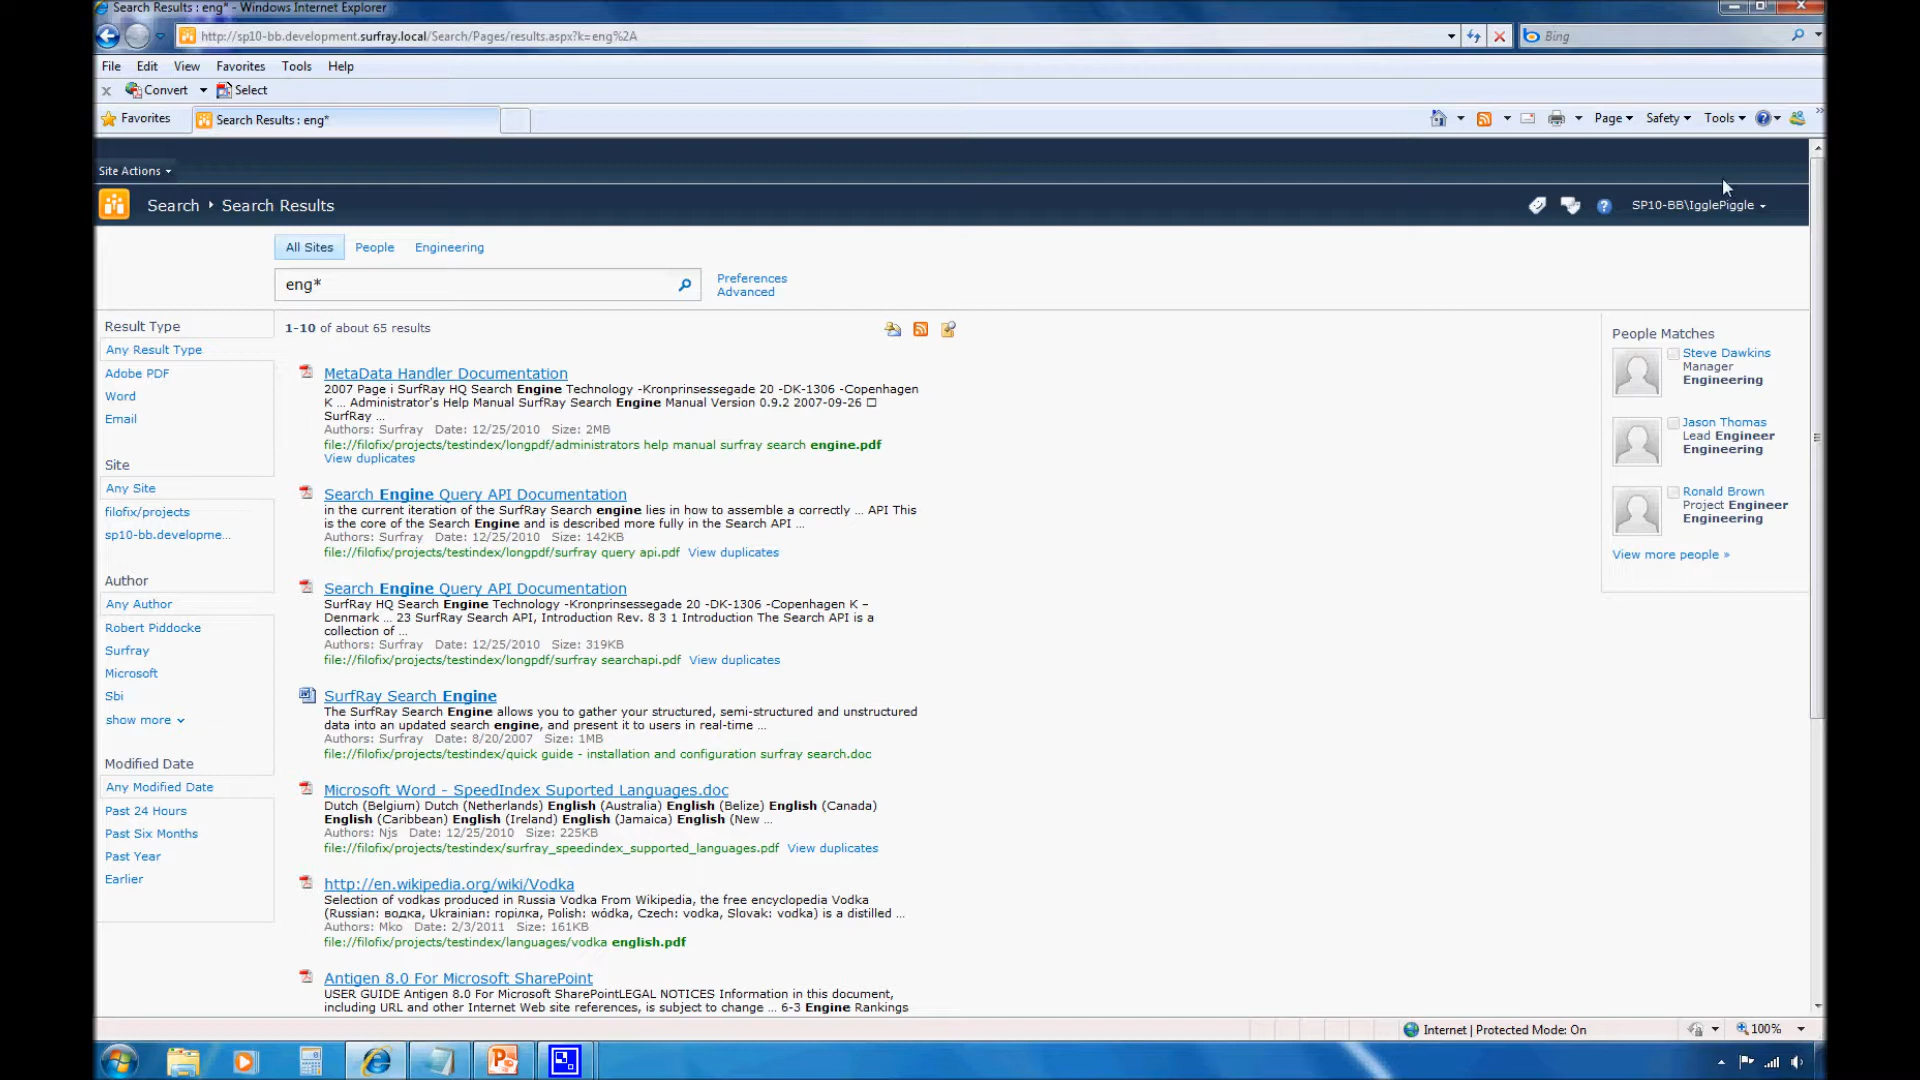 Search Results : eng* - Windows Internet Explorer
http://sp10-bb.development.surfray.local/Search/Pages/results.aspx?k=eng%2A
Bing
File Edit View Favorites Tools Help
x Convert Select
Favorites Search Results : eng* Page Safety Tools
Site Actions
Search Search Results SP10-BB\IgglePiggle
All Sites People Engineering
eng*
Preferences
Advanced
Result Type
Any Result Type
Adobe PDF
Word
Email
Site
Any Site
filofix/projects
sp10-bb.developme...
Author
Any Author
Robert Piddocke
Surfray
Microsoft
Sbi
show more
Modified Date
Any Modified Date
Past 24 Hours
Past Six Months
Past Year
Earlier
1-10 of about 65 results
MetaData Handler Documentation
2007 Page i SurfRay HQ Search Engine Technology -Kronprinsessegade 20 -DK-1306 -Copenhagen
K ... Administrator's Help Manual SurfRay Search Engine Manual Version 0.9.2 2007-09-26 □
SurfRay ...
Authors: Surfray Date: 12/25/2010 Size: 2MB
file://filofix/projects/testindex/longpdf/administrators help manual surfray search engine.pdf
View duplicates
Search Engine Query API Documentation
in the current iteration of the SurfRay Search engine lies in how to assemble a correctly ... API This
is the core of the Search Engine and is described more fully in the Search API ...
Authors: Surfray Date: 12/25/2010 Size: 142KB
file://filofix/projects/testindex/longpdf/surfray query api.pdf View duplicates
Search Engine Query API Documentation
SurfRay HQ Search Engine Technology -Kronprinsessegade 20 -DK-1306 -Copenhagen K –
Denmark ... 23 SurfRay Search API, Introduction Rev. 8 3 1 Introduction The Search API is a
collection of ...
Authors: Surfray Date: 12/25/2010 Size: 319KB
file://filofix/projects/testindex/longpdf/surfray searchapi.pdf View duplicates
SurfRay Search Engine
The SurfRay Search Engine allows you to gather your structured, semi-structured and unstructured
data into an updated search engine, and present it to users in real-time ...
Authors: Surfray Date: 8/20/2007 Size: 1MB
file://filofix/projects/testindex/quick guide - installation and configuration surfray search.doc
Microsoft Word - SpeedIndex Suported Languages.doc
Dutch (Belgium) Dutch (Netherlands) English (Australia) English (Belize) English (Canada)
English (Caribbean) English (Ireland) English (Jamaica) English (New ...
Authors: Njs Date: 12/25/2010 Size: 225KB
file://filofix/projects/testindex/surfray_speedindex_supported_languages.pdf View duplicates
http://en.wikipedia.org/wiki/Vodka
Selection of vodkas produced in Russia Vodka From Wikipedia, the free encyclopedia Vodka
(Russian: водка, Ukrainian: горілка, Polish: wódka, Czech: vodka, Slovak: vodka) is a distilled ...
Authors: Mko Date: 2/3/2011 Size: 161KB
file://filofix/projects/testindex/languages/vodka english.pdf
Antigen 8.0 For Microsoft SharePoint
USER GUIDE Antigen 8.0 For Microsoft SharePointLEGAL NOTICES Information in this document,
including URL and other Internet Web site references, is subject to change ... 6-3 Engine Rankings
People Matches
Steve Dawkins
Manager
Engineering
Jason Thomas
Lead Engineer
Engineering
Ronald Brown
Project Engineer
Engineering
View more people »
Internet | Protected Mode: On 100%